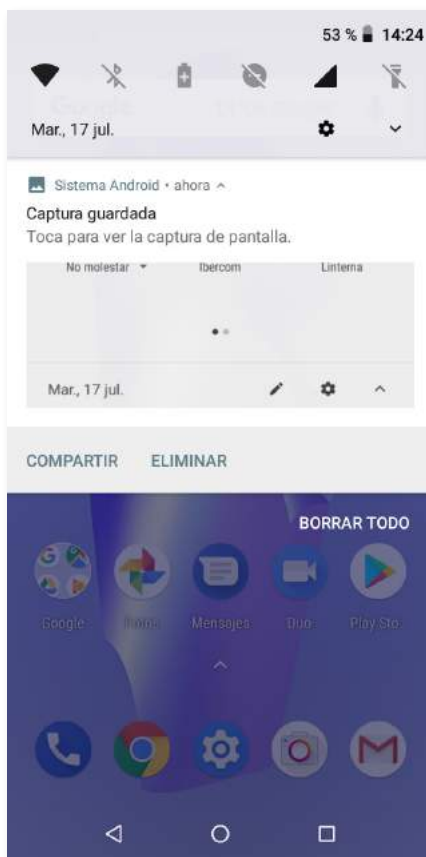 53 % 14:24
Mar., 17 jul.
Sistema Android • ahora
Captura guardada
Toca para ver la captura de pantalla.
No molestar Ibercom Linterna
Mar., 17 jul.
COMPARTIR ELIMINAR
BORRAR TODO
Google Fotos Mensajes Duo Play Sto..